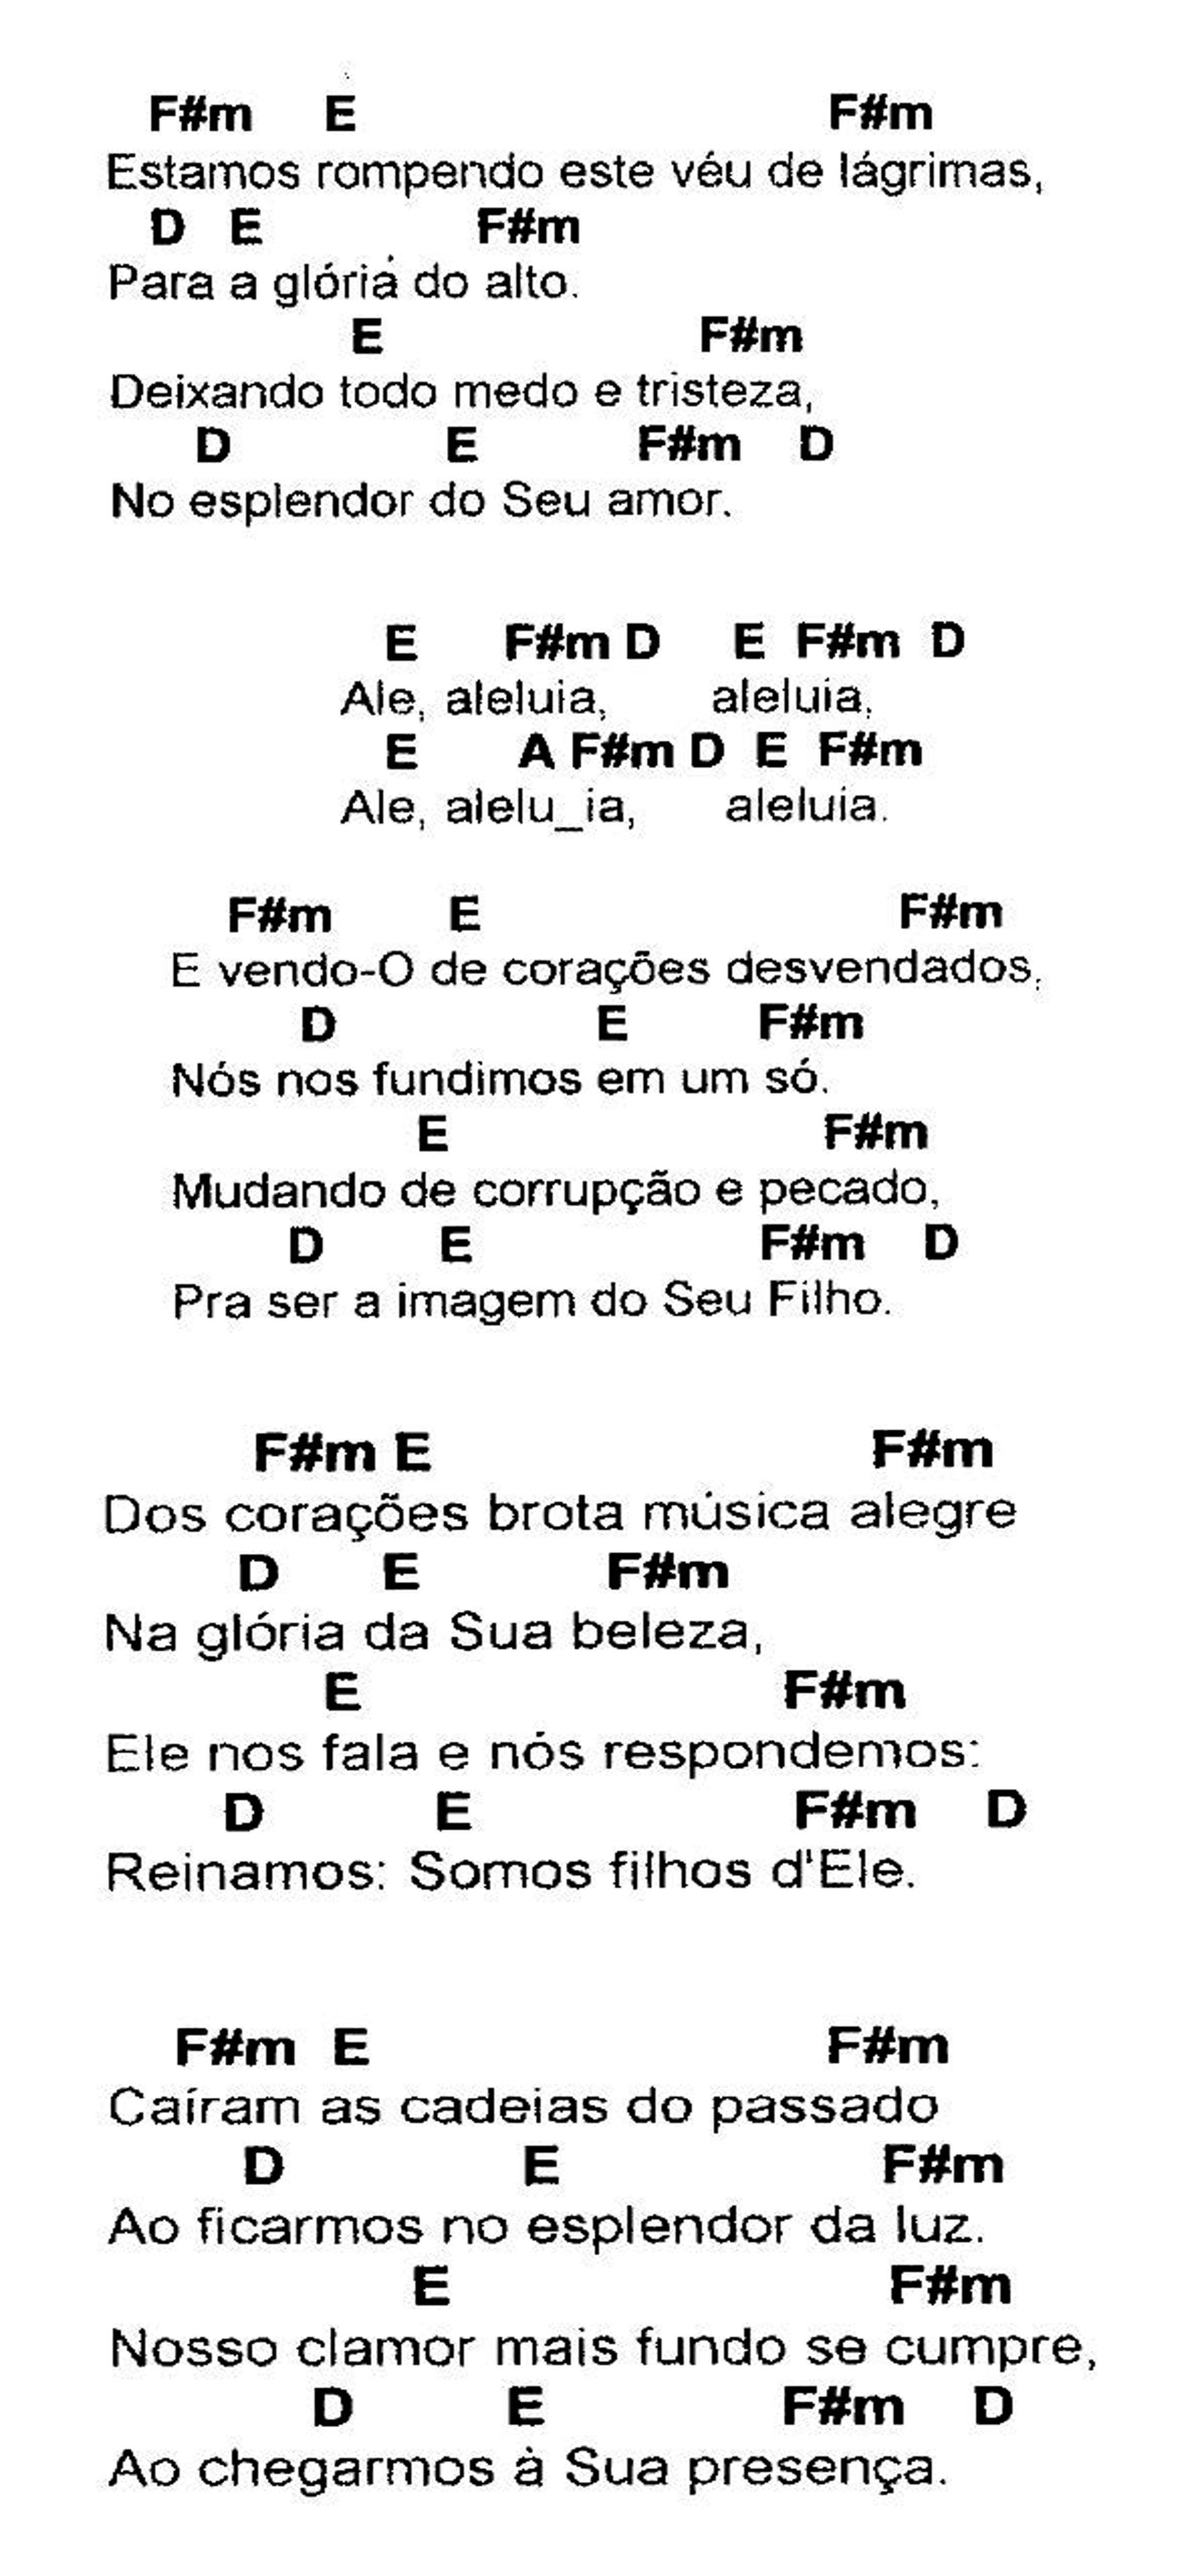 F#m E F#m
Estamos rompendo este véu de lágrimas,
D E F#m
Para a glória do alto.
E F#m
Deixando todo medo e tristeza,
D E F#m D
No esplendor do Seu amor.
E F#m D E F#m D
Ale, aleluia, aleluia,
E A F#m D E F#m
Ale, alelu_ia, aleluia.
F#m E F#m
E vendo-O de corações desvendados,
D E F#m
Nós nos fundimos em um só.
E F#m
Mudando de corrupção e pecado,
D E F#m D
Pra ser a imagem do Seu Filho.
F#m E F#m
Dos corações brota música alegre
D E F#m
Na glória da Sua beleza,
E F#m
Ele nos fala e nós respondemos:
D E F#m D
Reinamos: Somos filhos d'Ele.
F#m E F#m
Caíram as cadeias do passado
D E F#m
Ao ficarmos no esplendor da luz.
E F#m
Nosso clamor mais fundo se cumpre,
D E F#m D
Ao chegarmos à Sua presença.